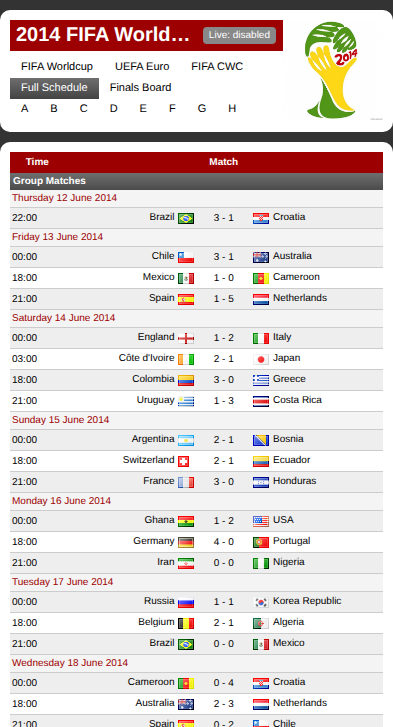 2014 FIFA World... Live: disabled
FIFA Worldcup UEFA Euro FIFA CWC
Full Schedule Finals Board
A B C D E F G H
2014
Time Match
Group Matches
Thursday 12 June 2014
22:00 Brazil 3 - 1 Croatia
Friday 13 June 2014
00:00 Chile 3 - 1 Australia
18:00 Mexico 1 - 0 Cameroon
21:00 Spain 1 - 5 Netherlands
Saturday 14 June 2014
00:00 England 1 - 2 Italy
03:00 Côte d'Ivoire 2 - 1 Japan
18:00 Colombia 3 - 0 Greece
21:00 Uruguay 1 - 3 Costa Rica
Sunday 15 June 2014
00:00 Argentina 2 - 1 Bosnia
18:00 Switzerland 2 - 1 Ecuador
21:00 France 3 - 0 Honduras
Monday 16 June 2014
00:00 Ghana 1 - 2 USA
18:00 Germany 4 - 0 Portugal
21:00 Iran 0 - 0 Nigeria
Tuesday 17 June 2014
00:00 Russia 1 - 1 Korea Republic
18:00 Belgium 2 - 1 Algeria
21:00 Brazil 0 - 0 Mexico
Wednesday 18 June 2014
00:00 Cameroon 0 - 4 Croatia
18:00 Australia 2 - 3 Netherlands
21:00 Spain 0 - 2 Chile